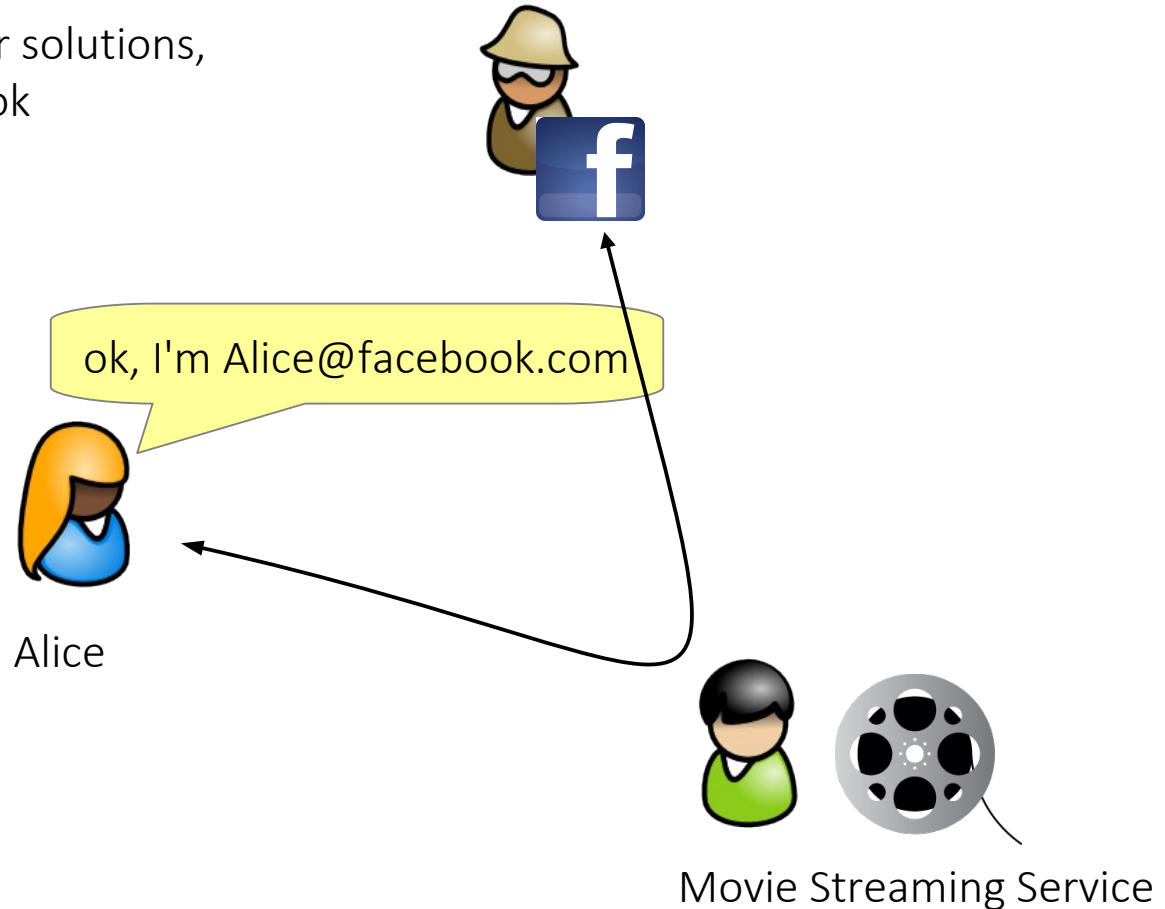 r solutions,
ok
f
ok, I'm Alice@facebook.com
Alice
Movie Streaming Service